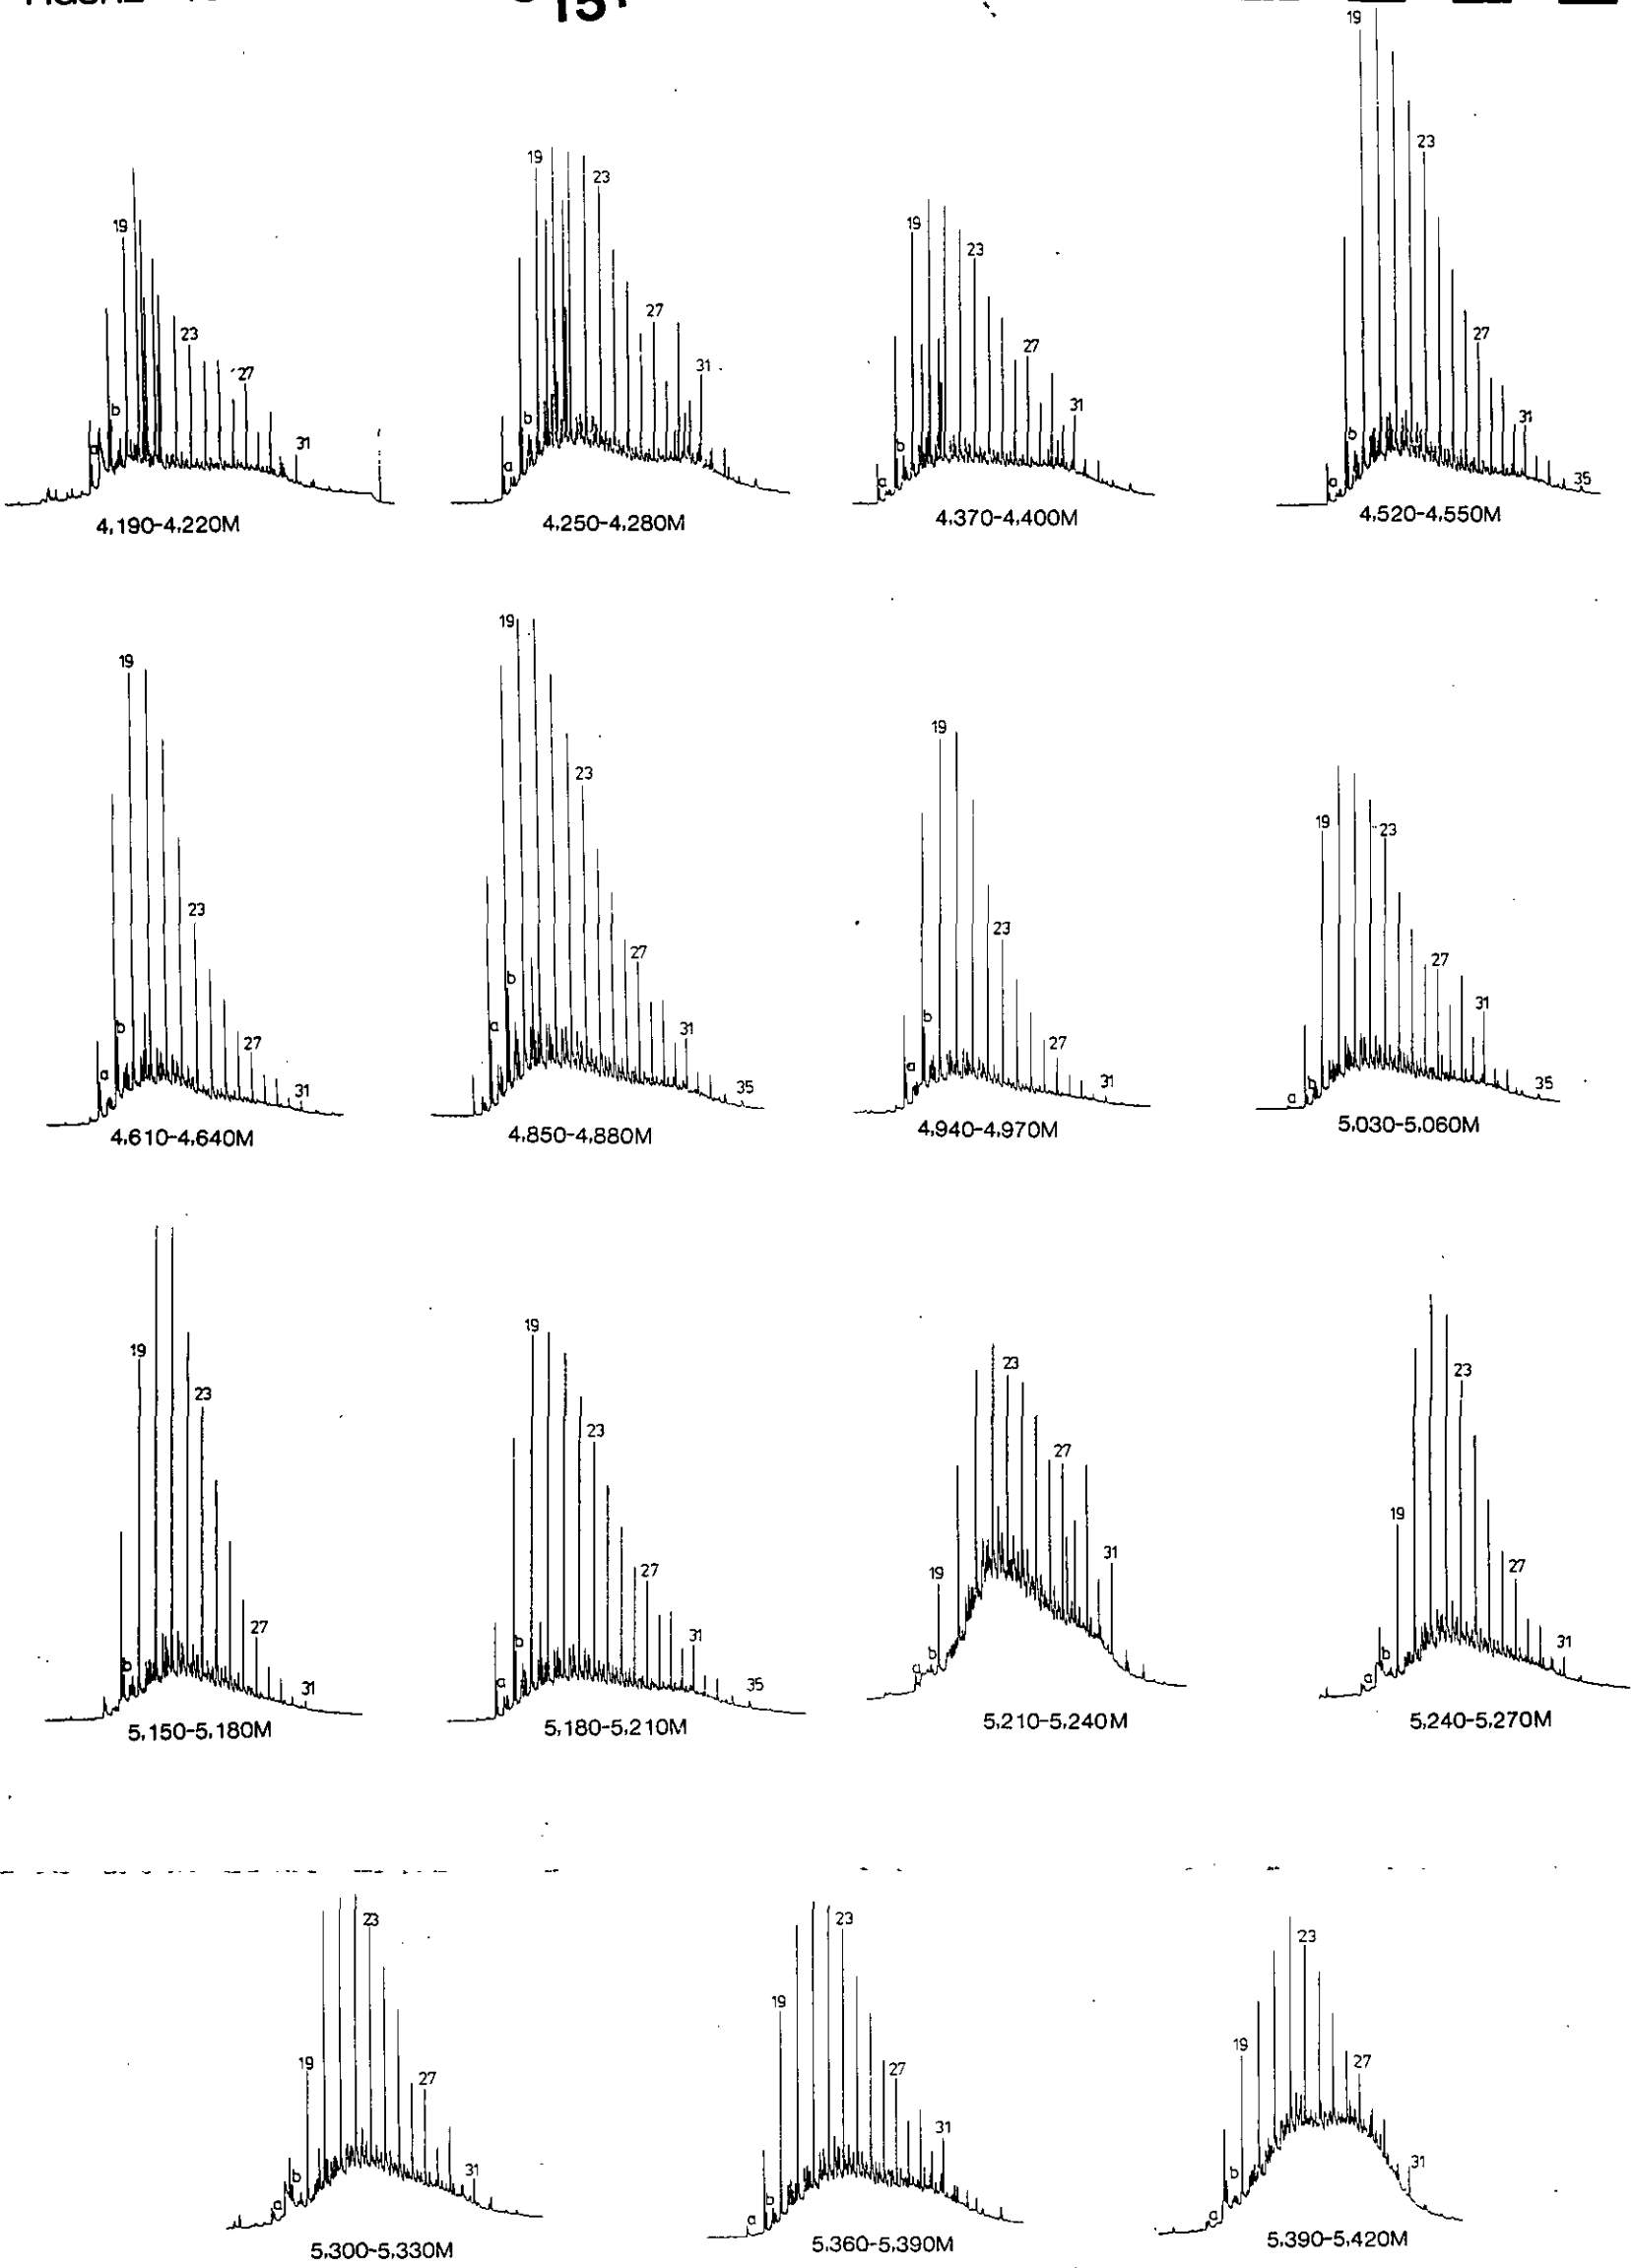 15
19 23 27 31 a b
4,190-4,220M
19 23 27 31 a b
4,250-4,280M
19 23 27 31 a b
4,370-4,400M
19 23 27 31 35 a b
4,520-4,550M
19 23 27 31 a b
4,610-4,640M
19 23 27 31 35 a b
4,850-4,880M
19 23 27 31 a b
4,940-4,970M
19 23 27 31 35 a b
5,030-5,060M
19 23 27 31 b
5,150-5,180M
19 23 27 31 35 a b
5,180-5,210M
19 23 27 31 a b
5,210-5,240M
19 23 27 31 a b
5,240-5,270M
19 23 27 31 a b
5,300-5,330M
19 23 27 31 a b
5,360-5,390M
19 23 27 31 a b
5,390-5,420M